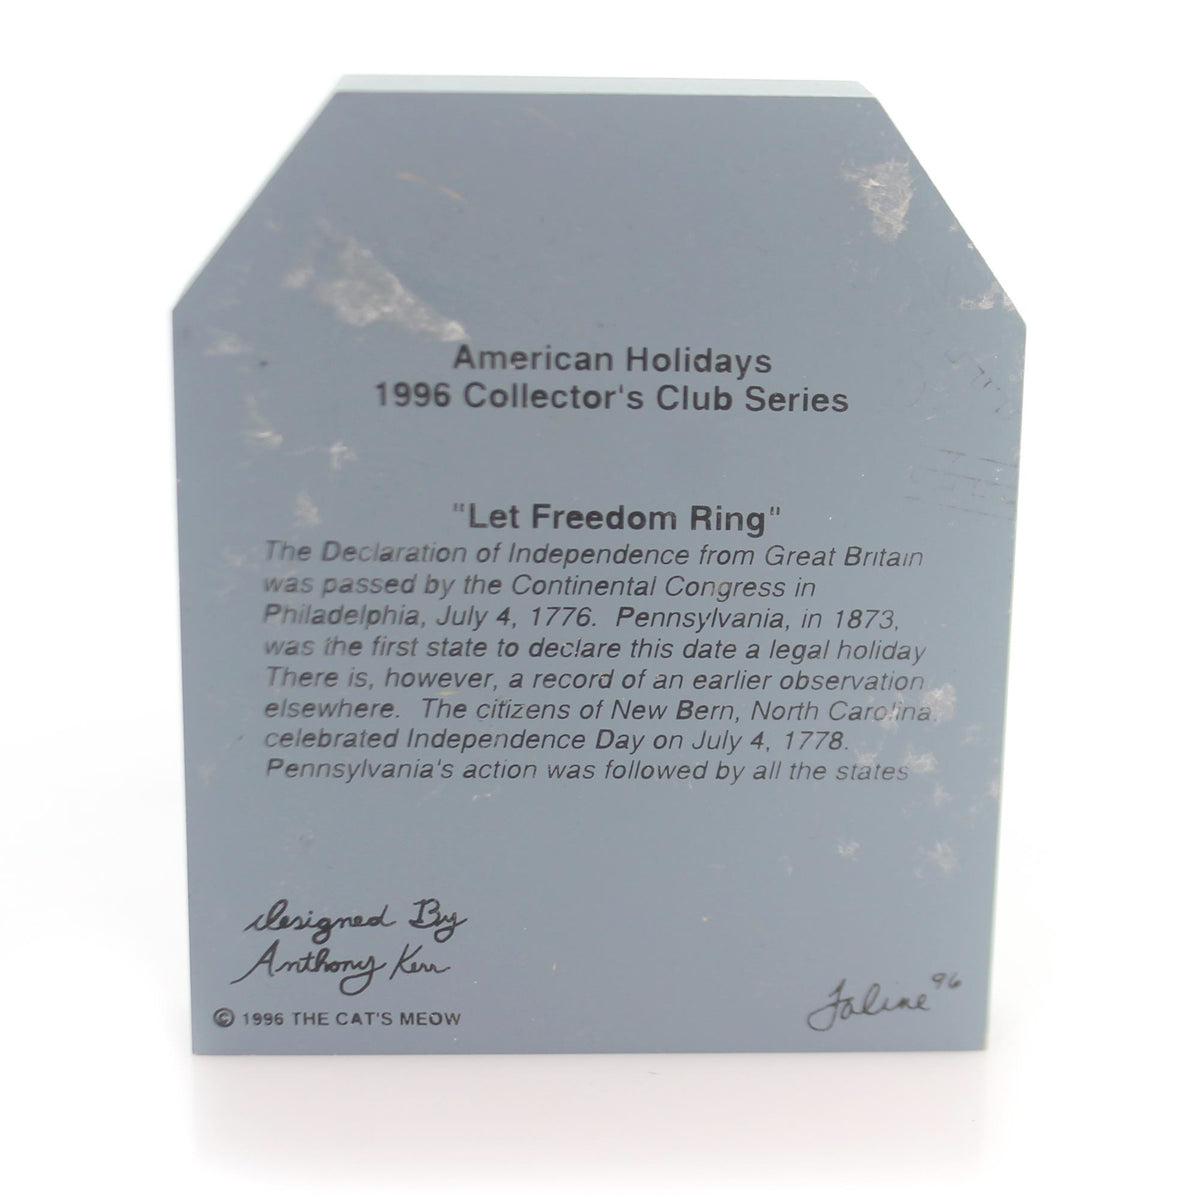 American Holidays
1996 Collector's Club Series
"Let Freedom Ring"
The Declaration of Independence from Great Britain
was passed by the Continental Congress in
Philadelphia, July 4, 1776. Pennsylvania, in 1873,
was the first state to declare this date a legal holiday
There is, however, a record of an earlier observation
elsewhere. The citizens of New Bern, North Carolina,
celebrated Independence Day on July 4, 1778.
Pennsylvania's action was followed by all the states
Designed By
Anthony Kerr
© 1996 THE CAT'S MEOW
Faline 96